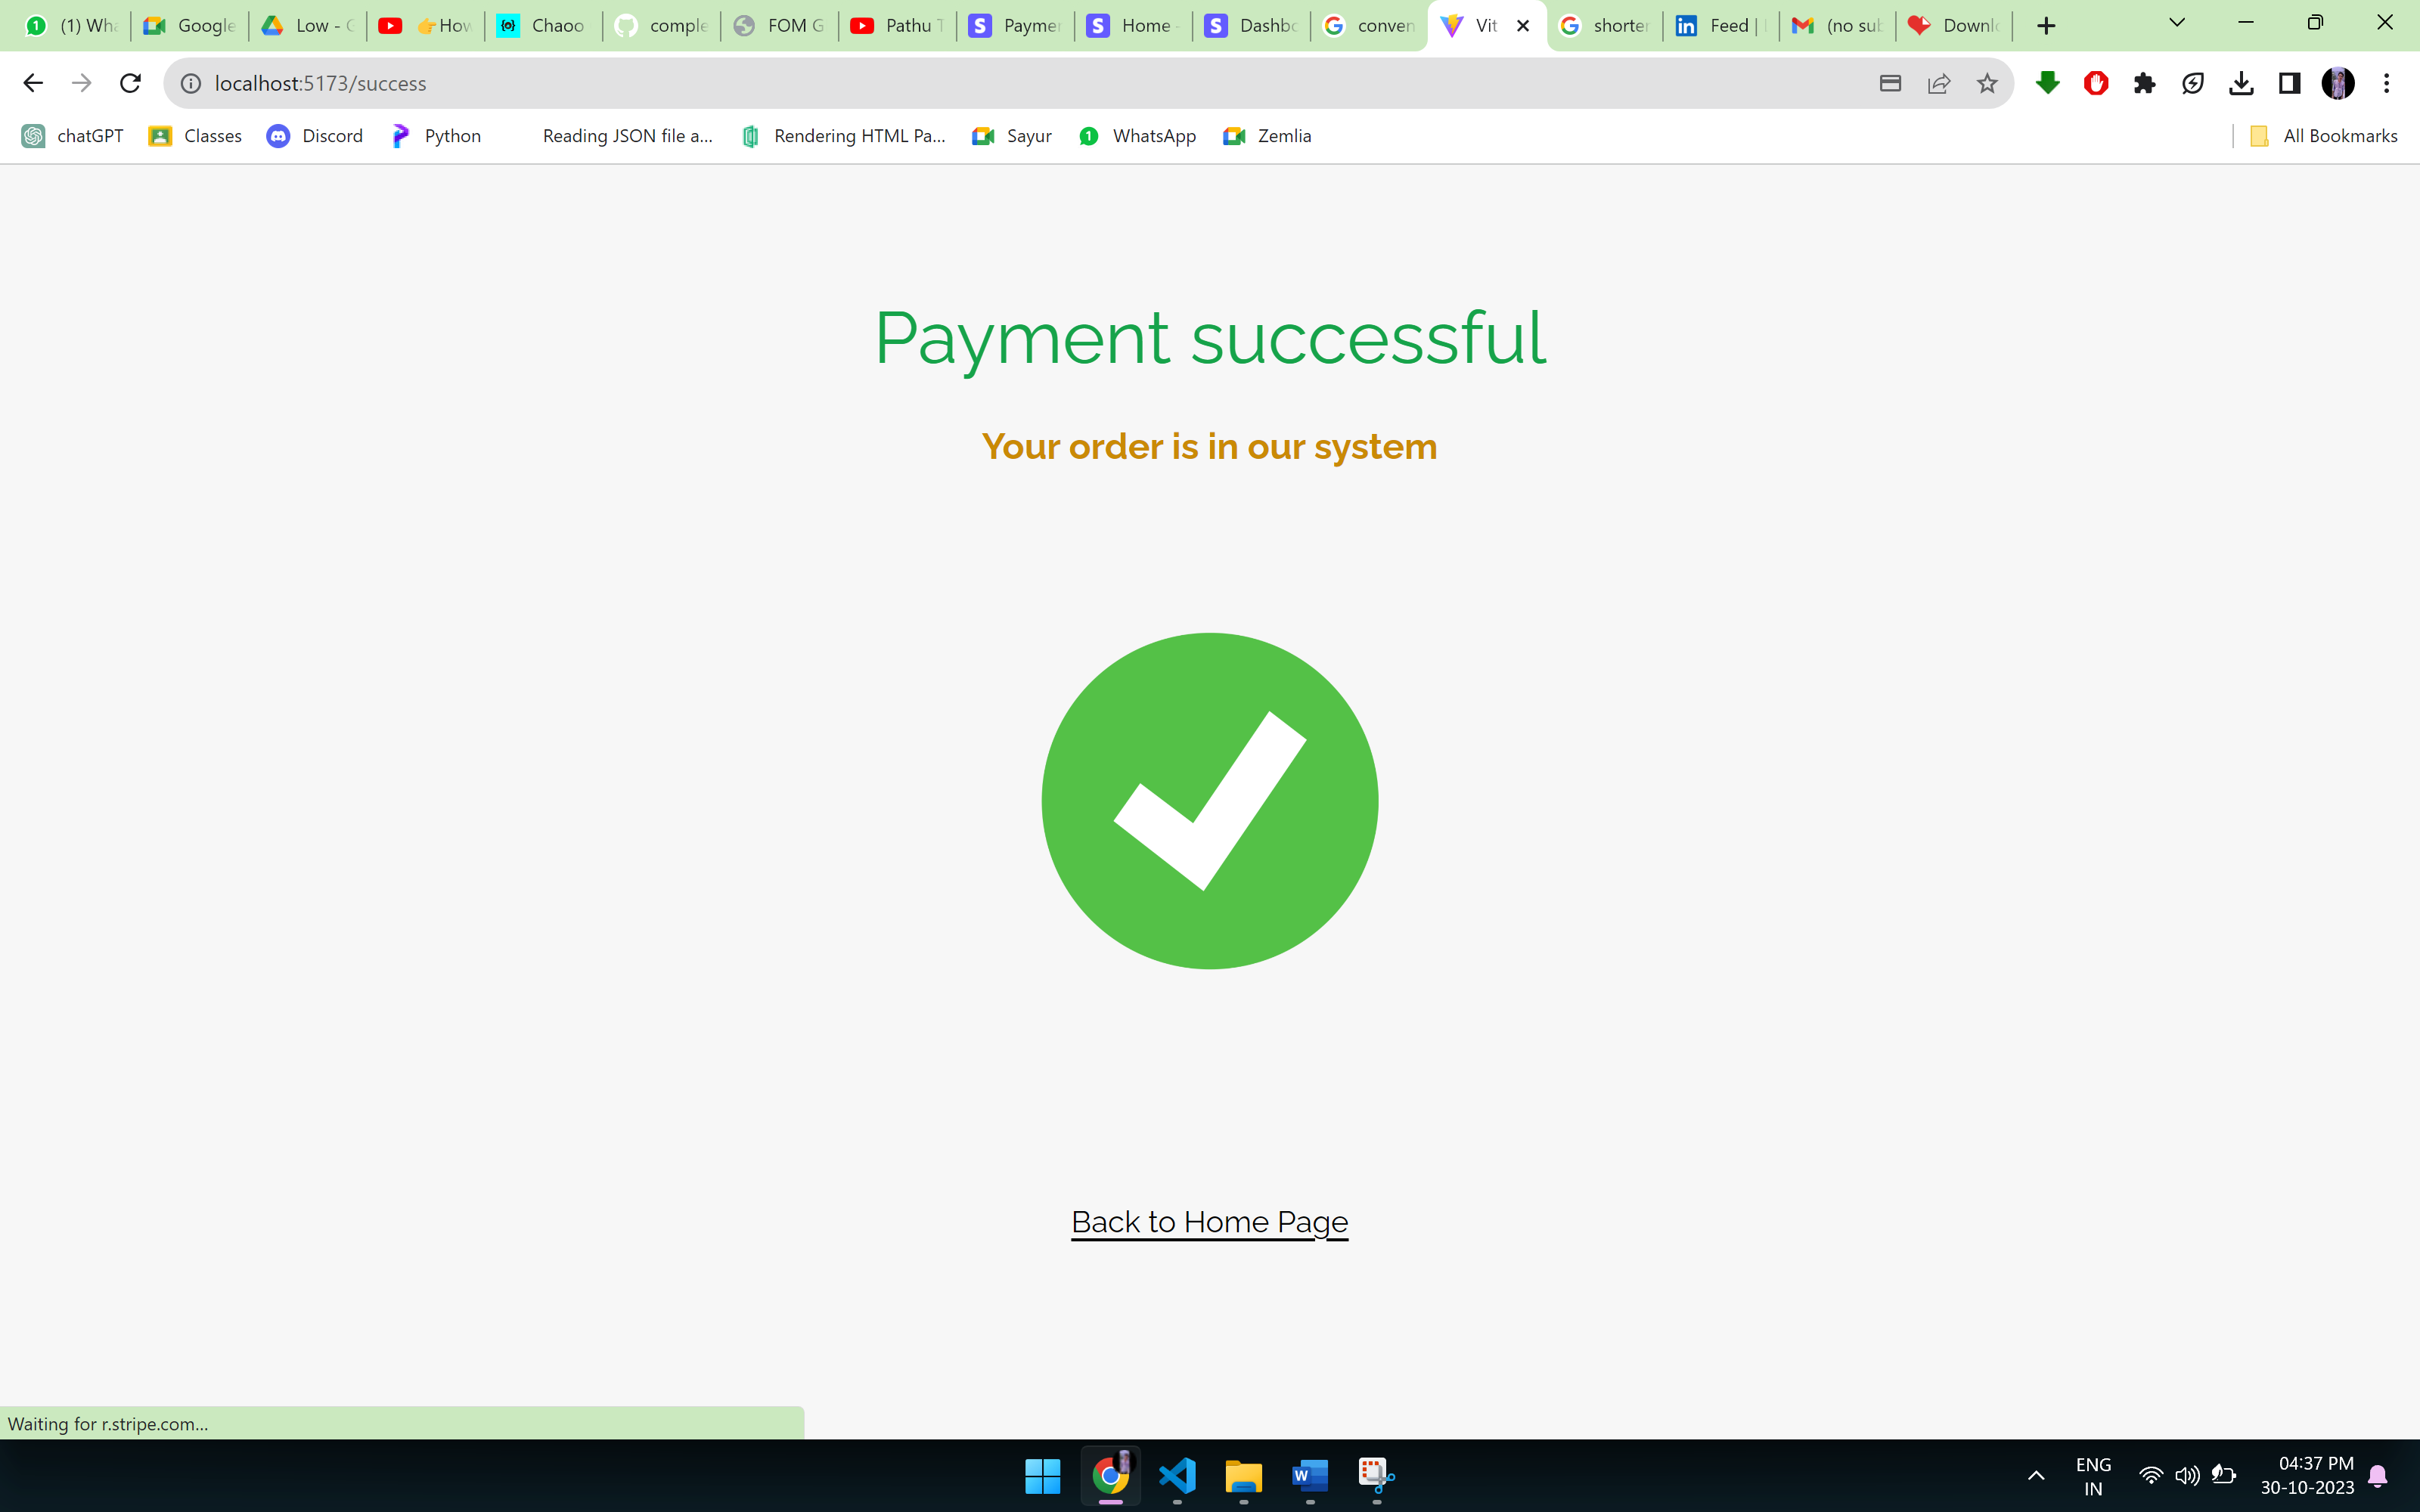 (1) Wha
Google
Low - G
👉How
Chaoo
comple
FOM G
Pathu T
Paymen
Home -
Dashbo
conven
Vit
shorten
Feed |
(no sub
Downlo
localhost:5173/success
chatGPT
Classes
Discord
Python
Reading JSON file a...
Rendering HTML Pa...
Sayur
WhatsApp
Zemlia
All Bookmarks
Payment successful
Your order is in our system
Back to Home Page
Waiting for r.stripe.com...
ENG
IN
04:37 PM
30-10-2023